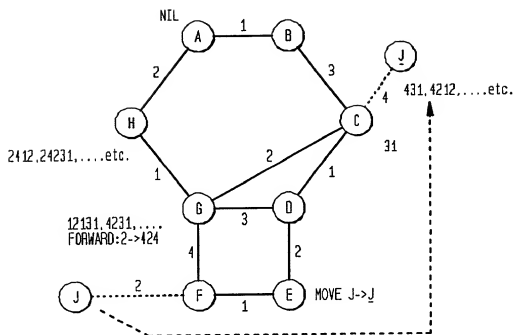 NIL
A
1
B
J
2
3
4
431,4212,....etc.
H
C
31
2412,24231,....etc.
2
1
1
G
3
D
12131,4231,....
FORWARD:2->424
4
2
J
2
F
1
E
MOVE J->J